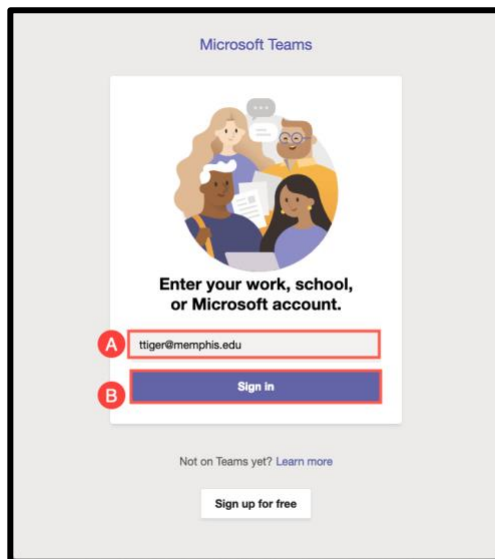 Microsoft Teams
Enter your work, school,
or Microsoft account.
A
ttiger@memphis.edu
B
Sign in
Not on Teams yet? Learn more
Sign up for free